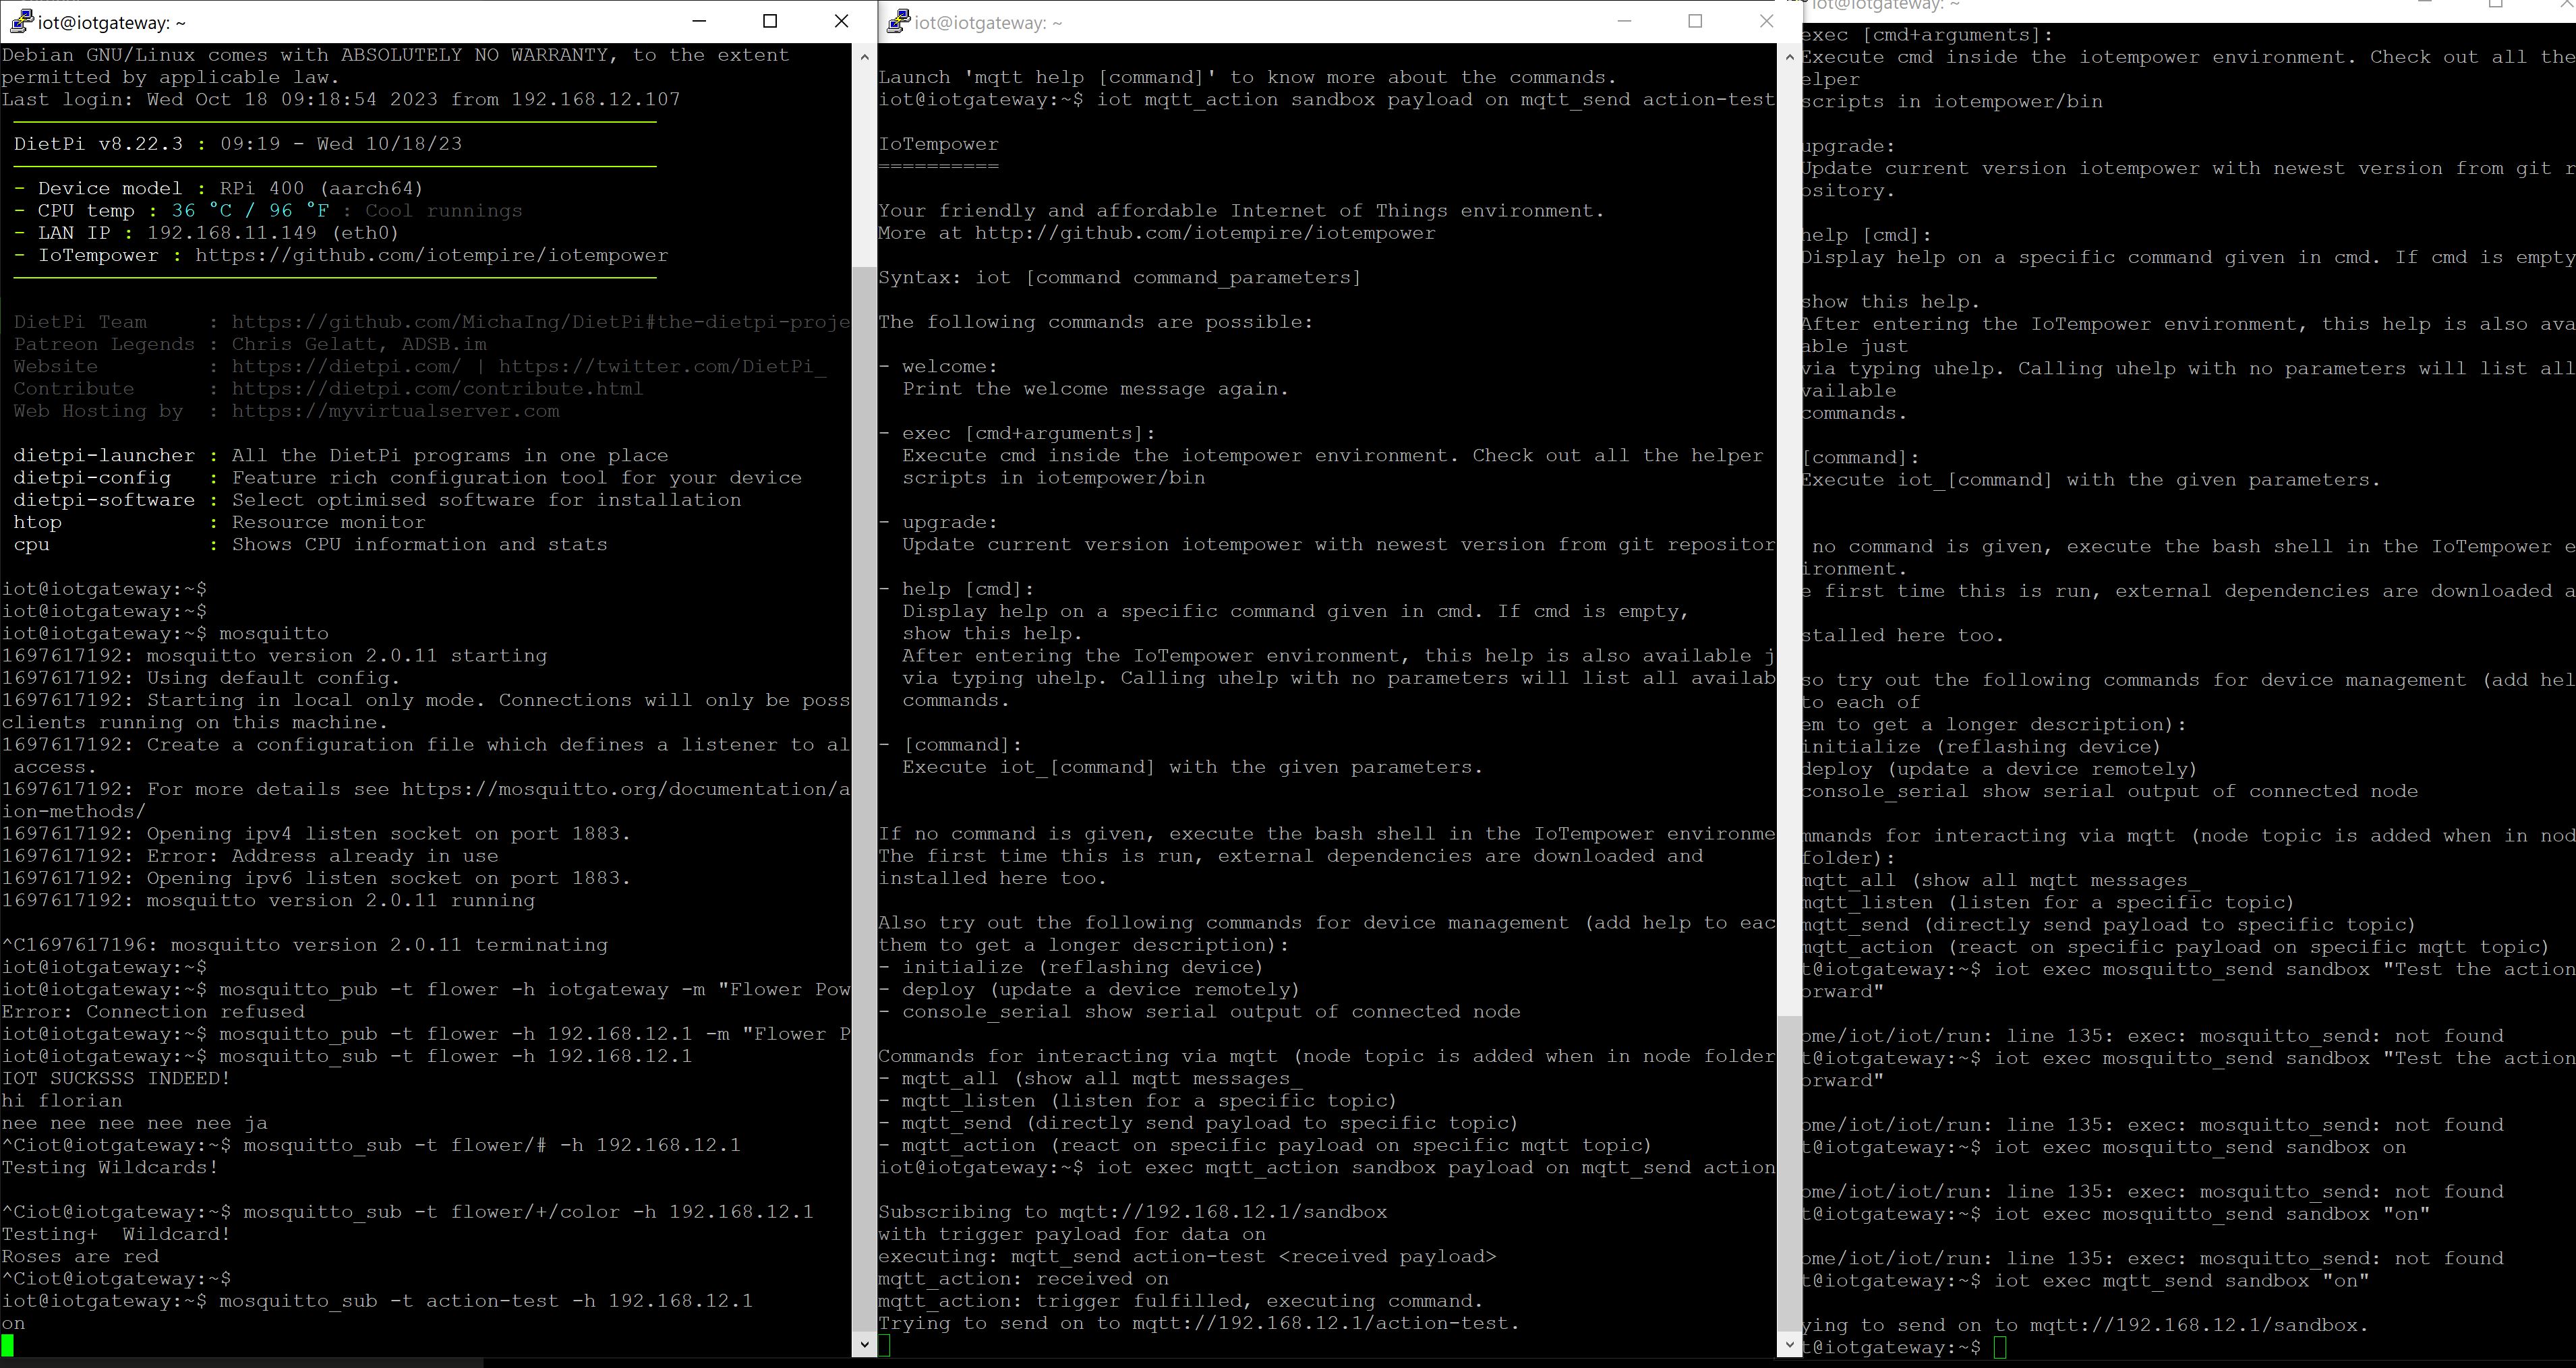 iot@iotgateway: ~
Debian GNU/Linux comes with ABSOLUTELY NO WARRANTY, to the extent
permitted by applicable law.
Last login: Wed Oct 18 09:18:54 2023 from 192.168.12.107
DietPi v8.22.3 : 09:19 - Wed 10/18/23
- Device model : RPi 400 (aarch64)
- CPU temp : 36 °C / 96 °F : Cool runnings
- LAN IP : 192.168.11.149 (eth0)
- IoTempower : https://github.com/iotempire/iotempower
DietPi Team : https://github.com/MichaIng/DietPi#the-dietpi-proje
Patreon Legends : Chris Gelatt, ADSB.im
Website : https://dietpi.com/ | https://twitter.com/DietPi_
Contribute : https://dietpi.com/contribute.html
Web Hosting by : https://myvirtualserver.com
dietpi-launcher : All the DietPi programs in one place
dietpi-config : Feature rich configuration tool for your device
dietpi-software : Select optimised software for installation
htop : Resource monitor
cpu : Shows CPU information and stats
iot@iotgateway:~$
iot@iotgateway:~$
iot@iotgateway:~$ mosquitto
1697617192: mosquitto version 2.0.11 starting
1697617192: Using default config.
1697617192: Starting in local only mode. Connections will only be poss
clients running on this machine.
1697617192: Create a configuration file which defines a listener to al
access.
1697617192: For more details see https://mosquitto.org/documentation/a
ion-methods/
1697617192: Opening ipv4 listen socket on port 1883.
1697617192: Error: Address already in use
1697617192: Opening ipv6 listen socket on port 1883.
1697617192: mosquitto version 2.0.11 running
^C1697617196: mosquitto version 2.0.11 terminating
iot@iotgateway:~$
iot@iotgateway:~$ mosquitto_pub -t flower -h iotgateway -m "Flower Pow
Error: Connection refused
iot@iotgateway:~$ mosquitto_pub -t flower -h 192.168.12.1 -m "Flower P
iot@iotgateway:~$ mosquitto_sub -t flower -h 192.168.12.1
IOT SUCKSSS INDEED!
hi florian
nee nee nee nee nee ja
^Ciot@iotgateway:~$ mosquitto_sub -t flower/# -h 192.168.12.1
Testing Wildcards!
^Ciot@iotgateway:~$ mosquitto_sub -t flower/+/color -h 192.168.12.1
Testing+  Wildcard!
Roses are red
^Ciot@iotgateway:~$
iot@iotgateway:~$ mosquitto_sub -t action-test -h 192.168.12.1
on
iot@iotgateway: ~
Launch 'mqtt help [command]' to know more about the commands.
iot@iotgateway:~$ iot mqtt_action sandbox payload on mqtt_send action-test
IoTempower
==========
Your friendly and affordable Internet of Things environment.
More at http://github.com/iotempire/iotempower
Syntax: iot [command command_parameters]
The following commands are possible:
- welcome:
Print the welcome message again.
- exec [cmd+arguments]:
Execute cmd inside the iotempower environment. Check out all the helper
scripts in iotempower/bin
- upgrade:
Update current version iotempower with newest version from git repositor
- help [cmd]:
Display help on a specific command given in cmd. If cmd is empty,
show this help.
After entering the IoTempower environment, this help is also available j
via typing uhelp. Calling uhelp with no parameters will list all availab
commands.
- [command]:
Execute iot_[command] with the given parameters.
If no command is given, execute the bash shell in the IoTempower environme
The first time this is run, external dependencies are downloaded and
installed here too.
Also try out the following commands for device management (add help to eac
them to get a longer description):
- initialize (reflashing device)
- deploy (update a device remotely)
- console_serial show serial output of connected node
Commands for interacting via mqtt (node topic is added when in node folder
- mqtt_all (show all mqtt messages_
- mqtt_listen (listen for a specific topic)
- mqtt_send (directly send payload to specific topic)
- mqtt_action (react on specific payload on specific mqtt topic)
iot@iotgateway:~$ iot exec mqtt_action sandbox payload on mqtt_send action
Subscribing to mqtt://192.168.12.1/sandbox
with trigger payload for data on
executing: mqtt_send action-test <received payload>
mqtt_action: received on
mqtt_action: trigger fulfilled, executing command.
Trying to send on to mqtt://192.168.12.1/action-test.
iot@iotgateway: ~
exec [cmd+arguments]:
Execute cmd inside the iotempower environment. Check out all the
elper
scripts in iotempower/bin
upgrade:
Update current version iotempower with newest version from git r
ository.
help [cmd]:
Display help on a specific command given in cmd. If cmd is empty
show this help.
After entering the IoTempower environment, this help is also ava
able just
via typing uhelp. Calling uhelp with no parameters will list all
vailable
commands.
[command]:
Execute iot_[command] with the given parameters.
no command is given, execute the bash shell in the IoTempower e
ironment.
e first time this is run, external dependencies are downloaded a
stalled here too.
so try out the following commands for device management (add hel
to each of
em to get a longer description):
initialize (reflashing device)
deploy (update a device remotely)
console_serial show serial output of connected node
mmands for interacting via mqtt (node topic is added when in nod
folder):
mqtt_all (show all mqtt messages_
mqtt_listen (listen for a specific topic)
mqtt_send (directly send payload to specific topic)
mqtt_action (react on specific payload on specific mqtt topic)
t@iotgateway:~$ iot exec mosquitto_send sandbox "Test the action
orward"
ome/iot/iot/run: line 135: exec: mosquitto_send: not found
t@iotgateway:~$ iot exec mosquitto_send sandbox "Test the action
orward"
ome/iot/iot/run: line 135: exec: mosquitto_send: not found
t@iotgateway:~$ iot exec mosquitto_send sandbox on
ome/iot/iot/run: line 135: exec: mosquitto_send: not found
t@iotgateway:~$ iot exec mosquitto_send sandbox "on"
ome/iot/iot/run: line 135: exec: mosquitto_send: not found
t@iotgateway:~$ iot exec mqtt_send sandbox "on"
ying to send on to mqtt://192.168.12.1/sandbox.
t@iotgateway:~$